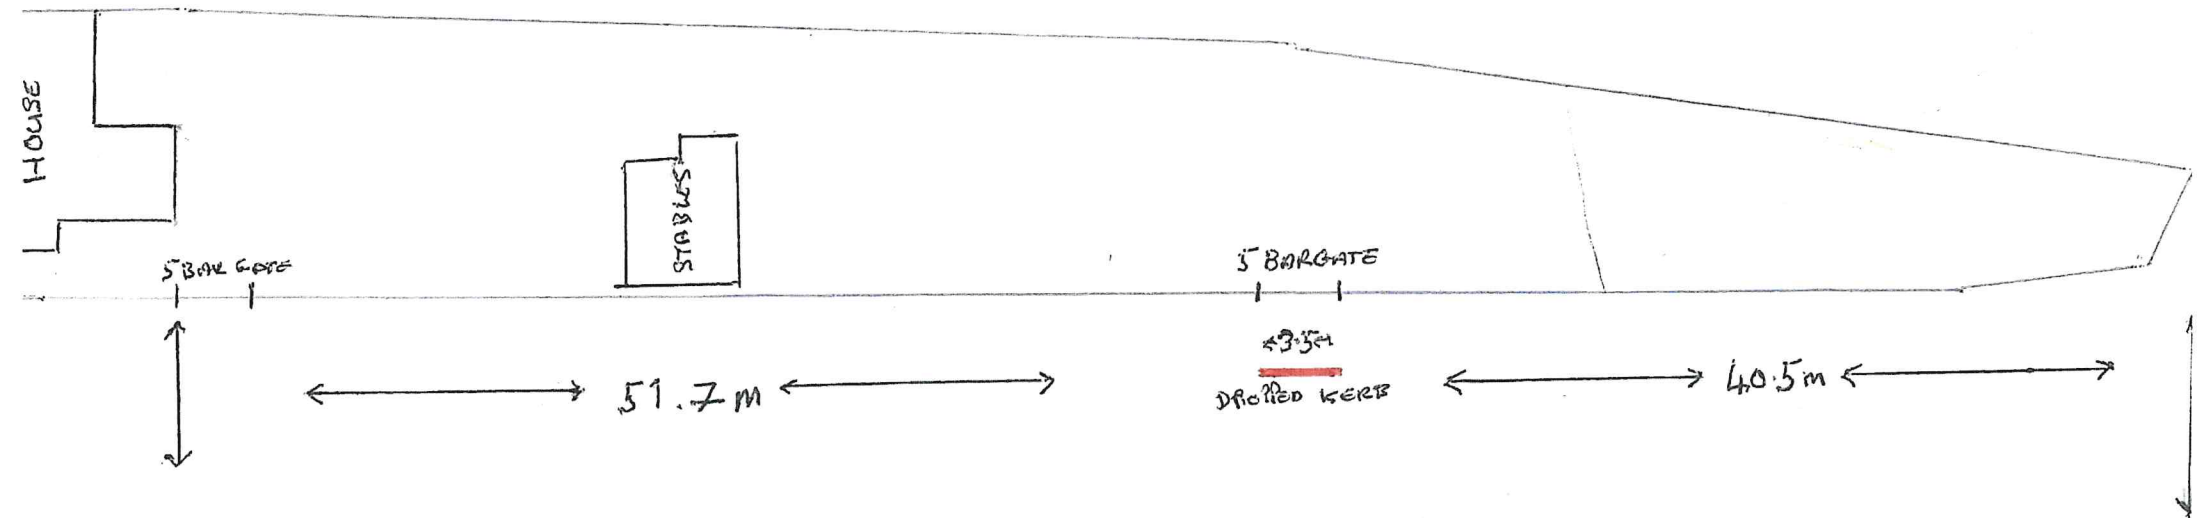 HOUSE
5 BAR GATE
STABLES
5 BARGATE
3.5m
DROPPED KERB
51.7m
40.5m